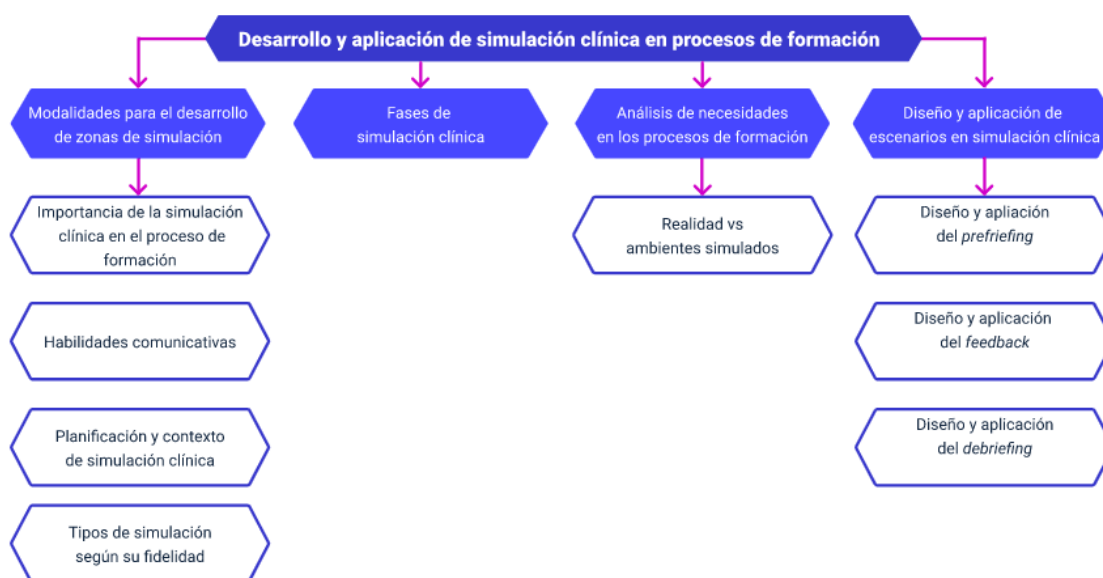 Desarrollo y aplicación de simulación clínica en procesos de formación
Modalidades para el desarrollo
de zonas de simulación
Fases de
simulación clínica
Análisis de necesidades
en los procesos de formación
Diseño y aplicación de
escenarios en simulación clínica
Importancia de la simulación
clínica en el proceso de
formación
Realidad vs
ambientes simulados
Diseño y apliación
del prefriefing
Habilidades comunicativas
Diseño y aplicación
del feedback
Planificación y contexto
de simulación clínica
Diseño y aplicación
del debriefing
Tipos de simulación
según su fidelidad